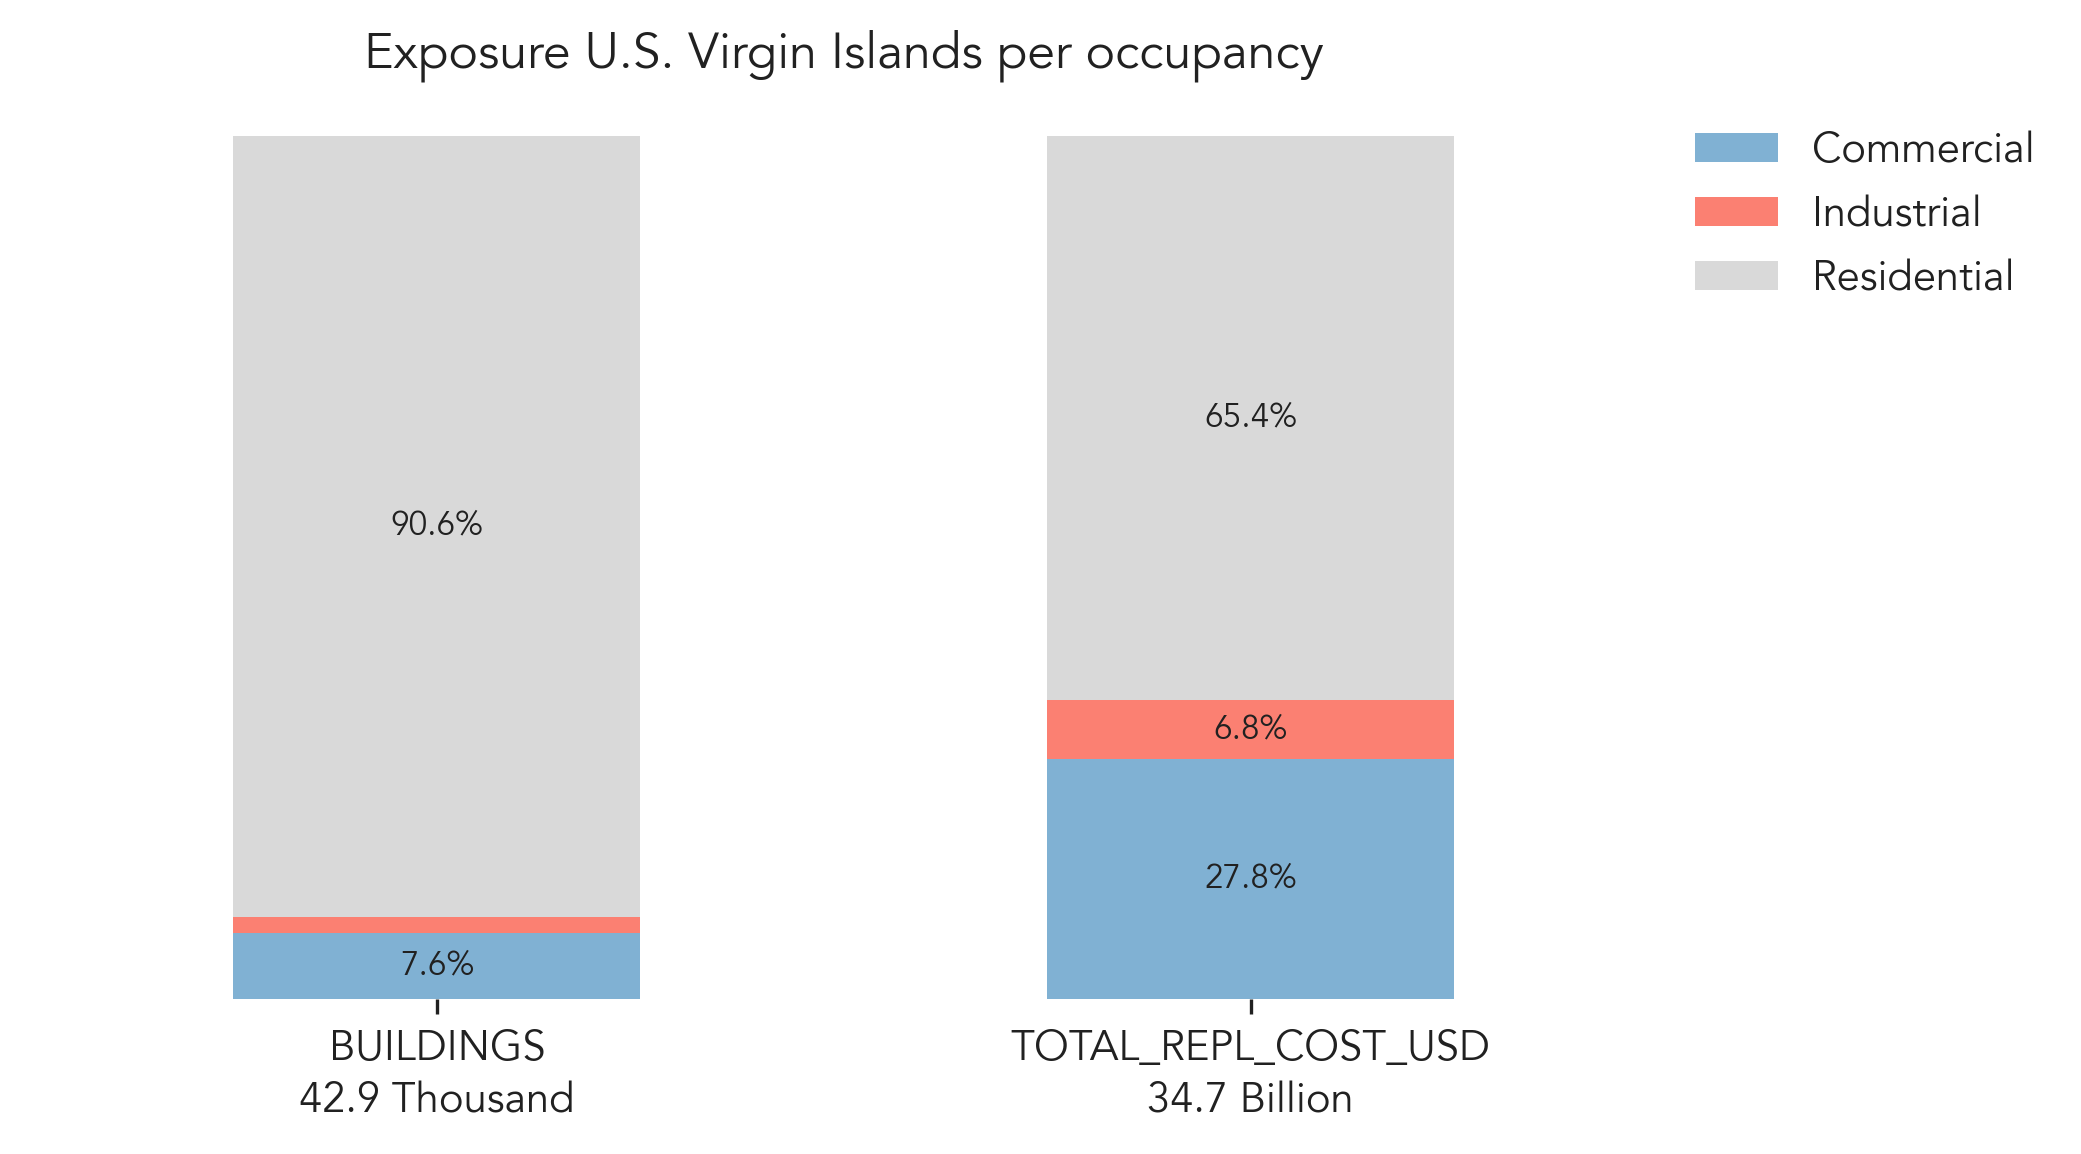 Exposure U.S. Virgin Islands per occupancy
Commercial
Industrial
Residential
90.6%
7.6%
65.4%
6.8%
27.8%
BUILDINGS
42.9 Thousand
TOTAL_REPL_COST_USD
34.7 Billion